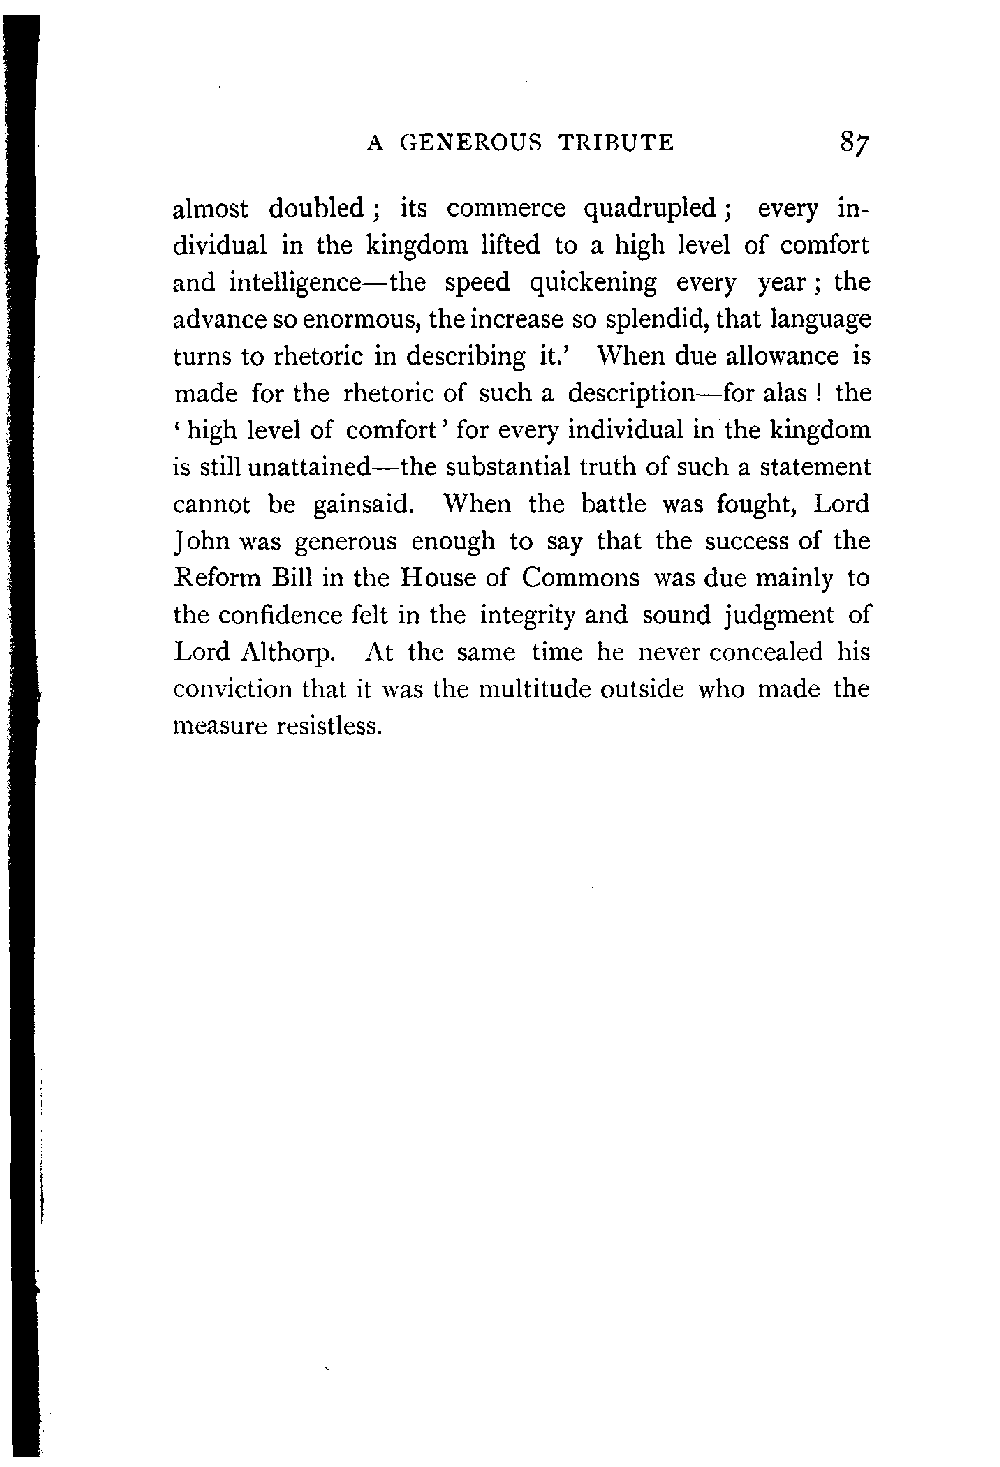 A GENEROUS TRIBUTE 87
almost doubled ; its commerce quadrupled ; every in-
dividual in the kingdom lifted to a high level of comfort
and intelligence—the speed quickening every year ; the
advance so enormous, the increase so splendid, that language
turns to rhetoric in describing it.’ When due allowance is
made for the rhetoric of such a description—for alas ! the
‘ high level of comfort ’ for every individual in the kingdom
is still unattained—the substantial truth of such a statement
cannot be gainsaid. When the battle was fought, Lord
John was generous enough to say that the success of the
Reform Bill in the House of Commons was due mainly to
the confidence felt in the integrity and sound judgment of
Lord Althorp. At the same time he never concealed his
conviction that it was the multitude outside who made the
measure resistless.